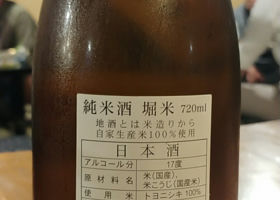 純米酒 堀米 720ml
地酒とは米造りから
自家生産米100%使用
日本酒
アルコール分 17度
原材料名 米(国産)、米こうじ(国産米)
使用米 トヨニシキ 100%